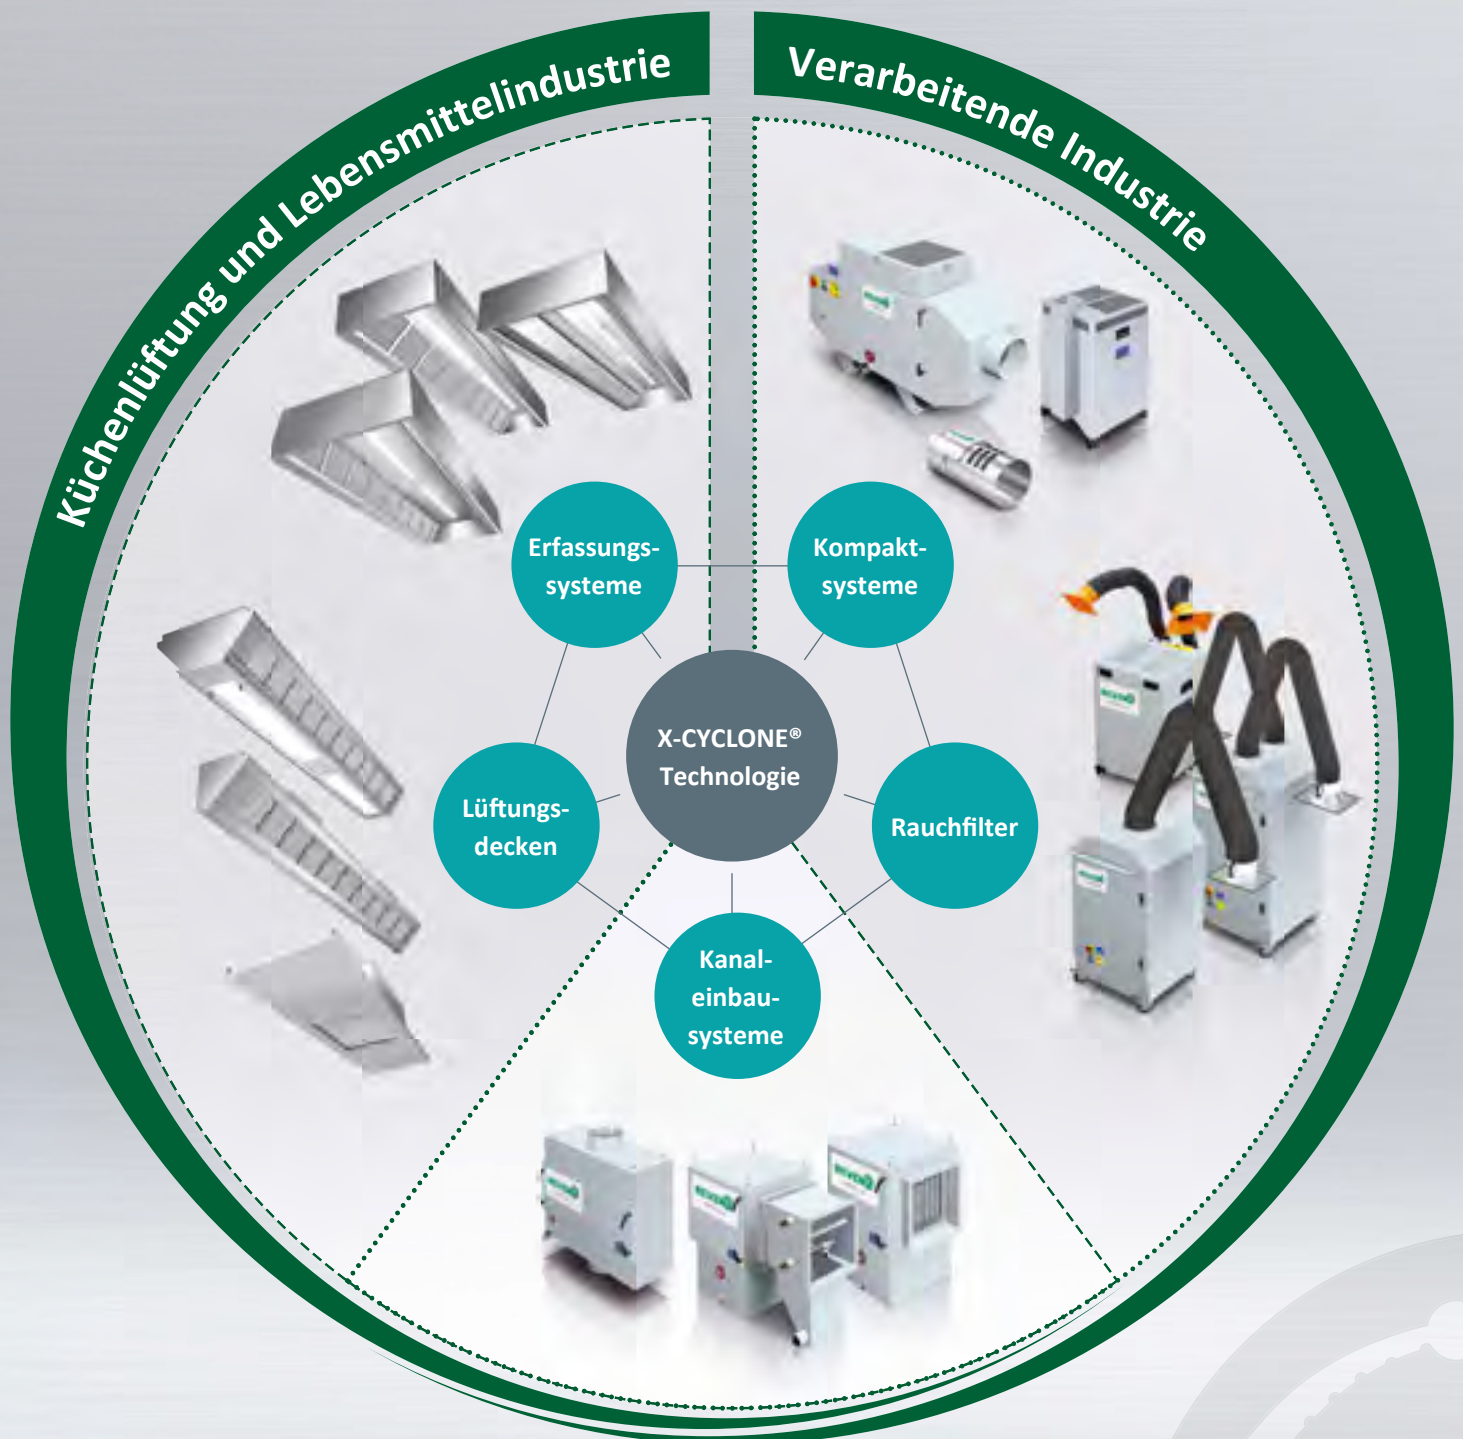 Küchenlüftung und Lebensmittelindustrie
Verarbeitende Industrie
Erfassungs-
systeme
Kompakt-
systeme
X-CYCLONE®
Technologie
Lüftungs-
decken
Rauchfilter
Kanal-
einbau-
systeme